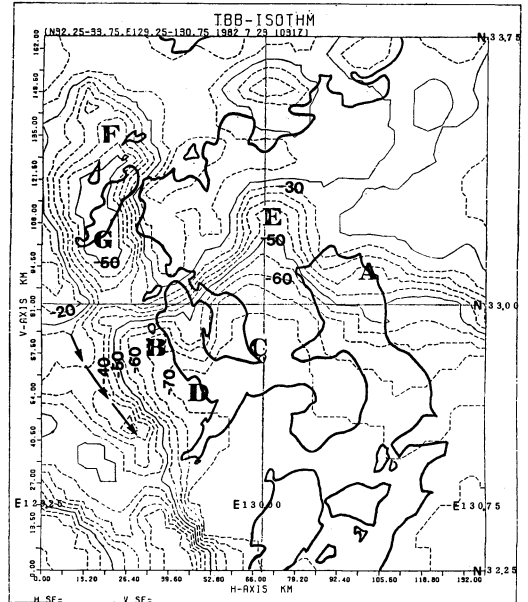 TBB-ISOTHM
(N32.25-33.75,E129.25-130.75 1982 7 23 1031Z)
N33,75
162.00
148.50
135.00
121.50
108.00
94.50
81.00
67.50
54.00
40.50
27.00
13.50
0.00
V-AXIS KM
F
G
-50
-30
E
-50
-60
A
-20
N33,00
-40
-50
-60
B
-70
C
D
E129,25
E130,00
E130,75
N32,25
0.00
13.20
26.40
39.60
52.80
66.00
79.20
92.40
105.60
118.80
132.00
H-AXIS KM
H SF=
V SF=